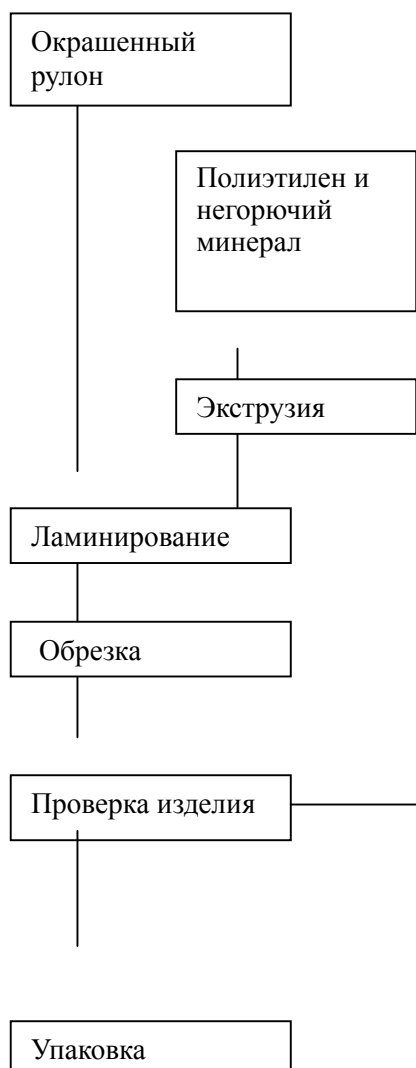 Окрашенный
рулон
Полиэтилен и
негорючий
минерал
Экструзия
Ламинирование
Обрезка
Проверка изделия
Упаковка